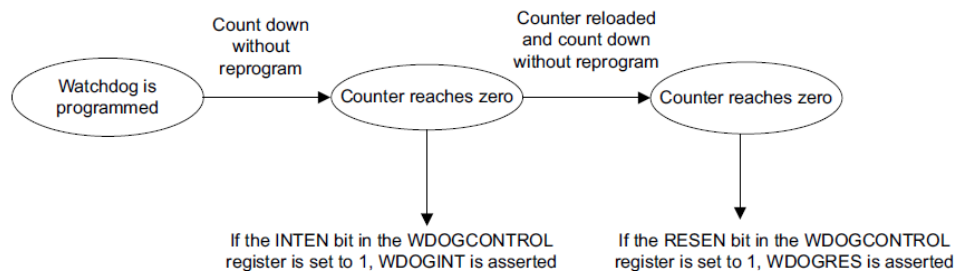 Watchdog is
programmed
Count down
without
reprogram
Counter reaches zero
Counter reloaded
and count down
without reprogram
Counter reaches zero
If the INTEN bit in the WDOGCONTROL
register is set to 1, WDOGINT is asserted
If the RESEN bit in the WDOGCONTROL
register is set to 1, WDOGRES is asserted